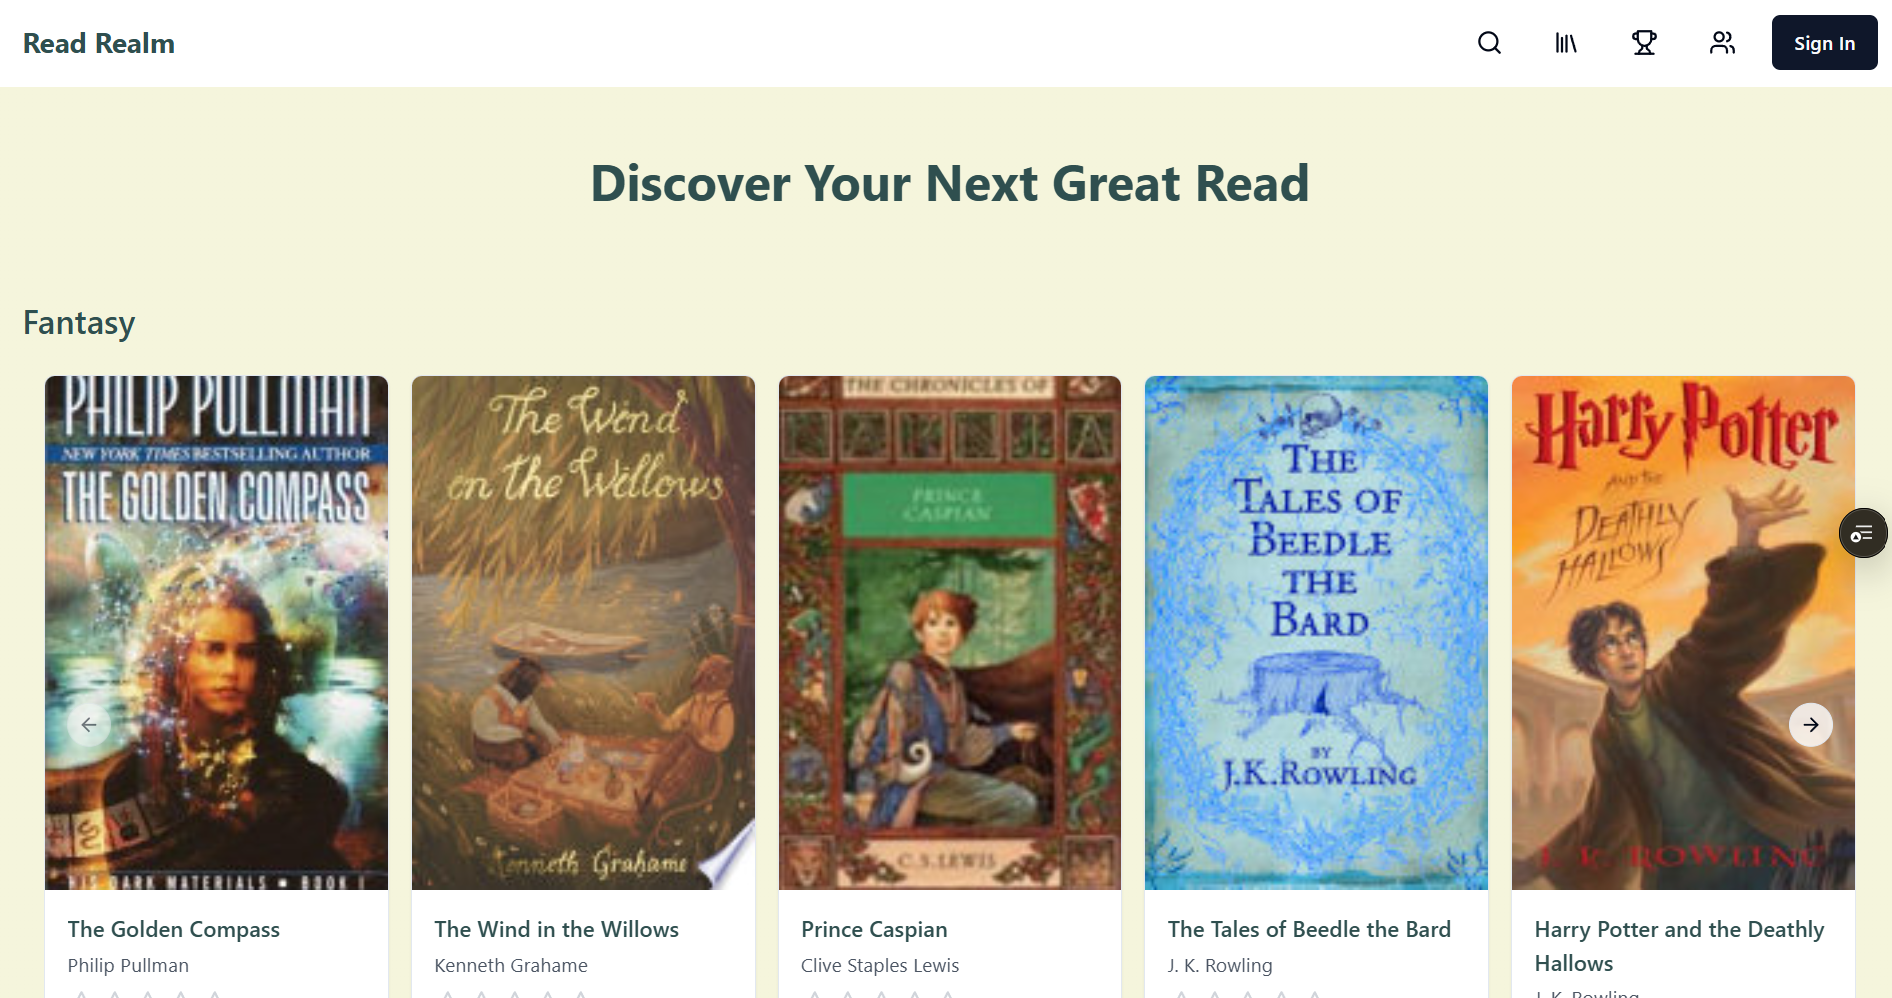 Read Realm
Sign In
Discover Your Next Great Read
Fantasy
PHILIP PULLMAN
NEW YORK TIMES BESTSELLING AUTHOR
THE GOLDEN COMPASS
HIS DARK MATERIALS • BOOK I
The Wind
in the Willows
Kenneth Grahame
THE CHRONICLES OF
NARNIA
PRINCE
CASPIAN
C.S. LEWIS
THE
TALES OF
BEEDLE
THE
BARD
BY
J.K.ROWLING
Harry Potter
AND THE
DEATHLY
HALLOWS
J. K. ROWLING
The Golden Compass
Philip Pullman
The Wind in the Willows
Kenneth Grahame
Prince Caspian
Clive Staples Lewis
The Tales of Beedle the Bard
J. K. Rowling
Harry Potter and the Deathly
Hallows
J. K. Rowling